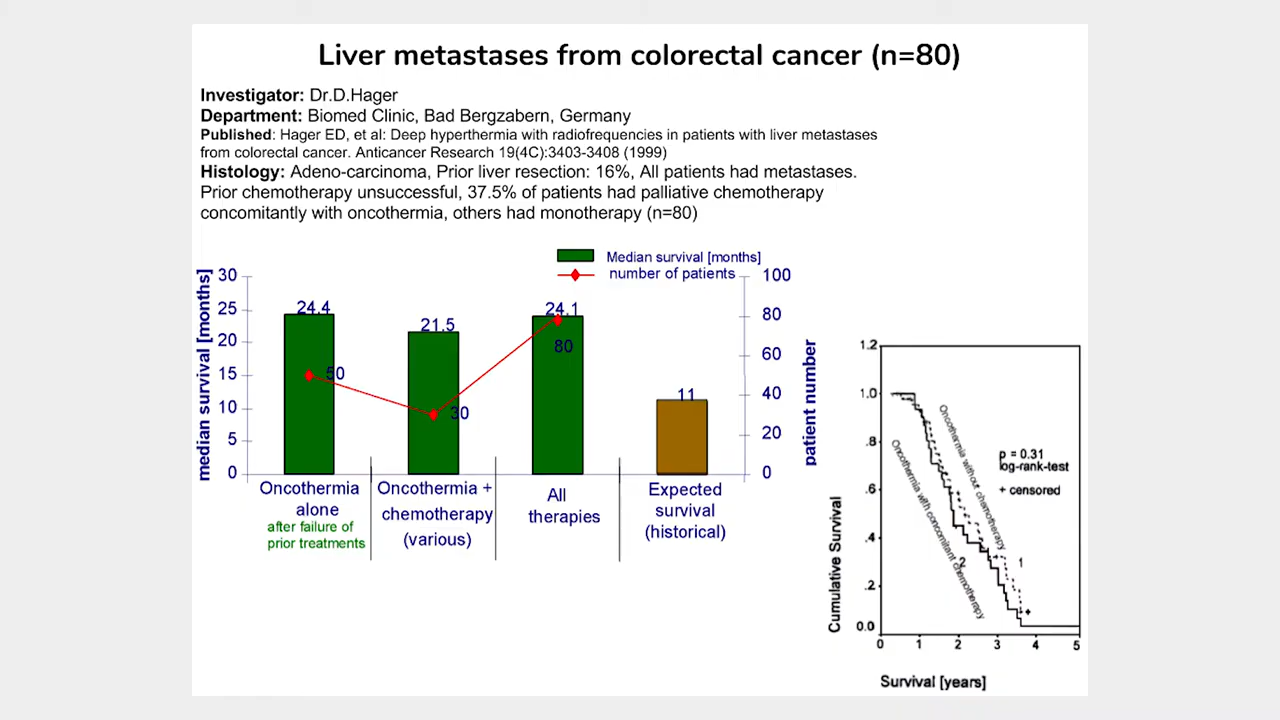 Liver metastases from colorectal cancer (n=80)
Investigator: Dr.D.Hager
Department: Biomed Clinic, Bad Bergzabern, Germany
Published: Hager ED, et al: Deep hyperthermia with radiofrequencies in patients with liver metastases
from colorectal cancer. Anticancer Research 19(4C):3403-3408 (1999)
Histology: Adeno-carcinoma, Prior liver resection: 16%, All patients had metastases.
Prior chemotherapy unsuccessful, 37.5% of patients had palliative chemotherapy
concomitantly with oncothermia, others had monotherapy (n=80)
Median survival [months]
number of patients
median survival [months]
30
25
20
15
10
5
0
24.4
21.5
24.1
11
50
30
80
100
80
60
40
20
0
patient number
Oncothermia
alone
after failure of
prior treatments
Oncothermia +
chemotherapy
(various)
All
therapies
Expected
survival
(historical)
Cumulative Survival
1.2
1.0
.8
.6
.4
.2
0.0
Oncothermia without chemotherapy
Oncothermia with concomitant chemotherapy
p = 0.31
log-rank-test
+ censored
2
1
0 1 2 3 4 5
Survival [years]